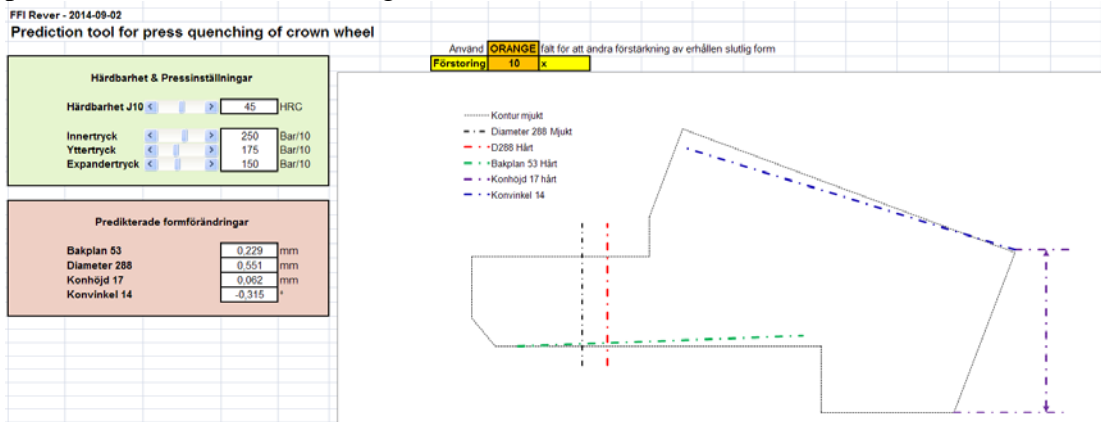 FFI Rever - 2014-09-02
Prediction tool for press quenching of crown wheel
Använd ORANGE fält för att ändra förstärkning av erhållen slutlig form
Förstoring 10 x
Härdbarhet & Pressinställningar
Härdbarhet J10 < > 45 HRC
Innertryck < > 250 Bar/10
Yttertryck < > 175 Bar/10
Expandertryck < > 150 Bar/10
Predikterade formförändringar
Bakplan 53 0,229 mm
Diameter 288 0,551 mm
Konhöjd 17 0,062 mm
Konvinkel 14 -0,315 °
Kontur mjukt
Diameter 288 Mjukt
D288 Hårt
Bakplan 53 Hårt
Konhöjd 17 hårt
Konvinkel 14